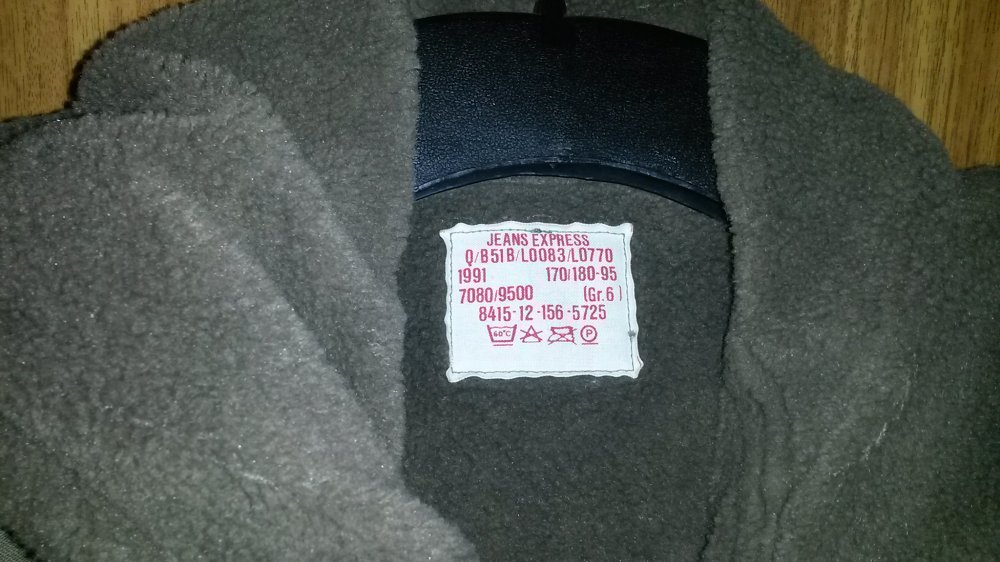 JEANS EXPRESS
Q/B51B/L0083/L0770
1991 170/180-95
7080/9500 (Gr.6)
8415-12-156-5725
60°C P